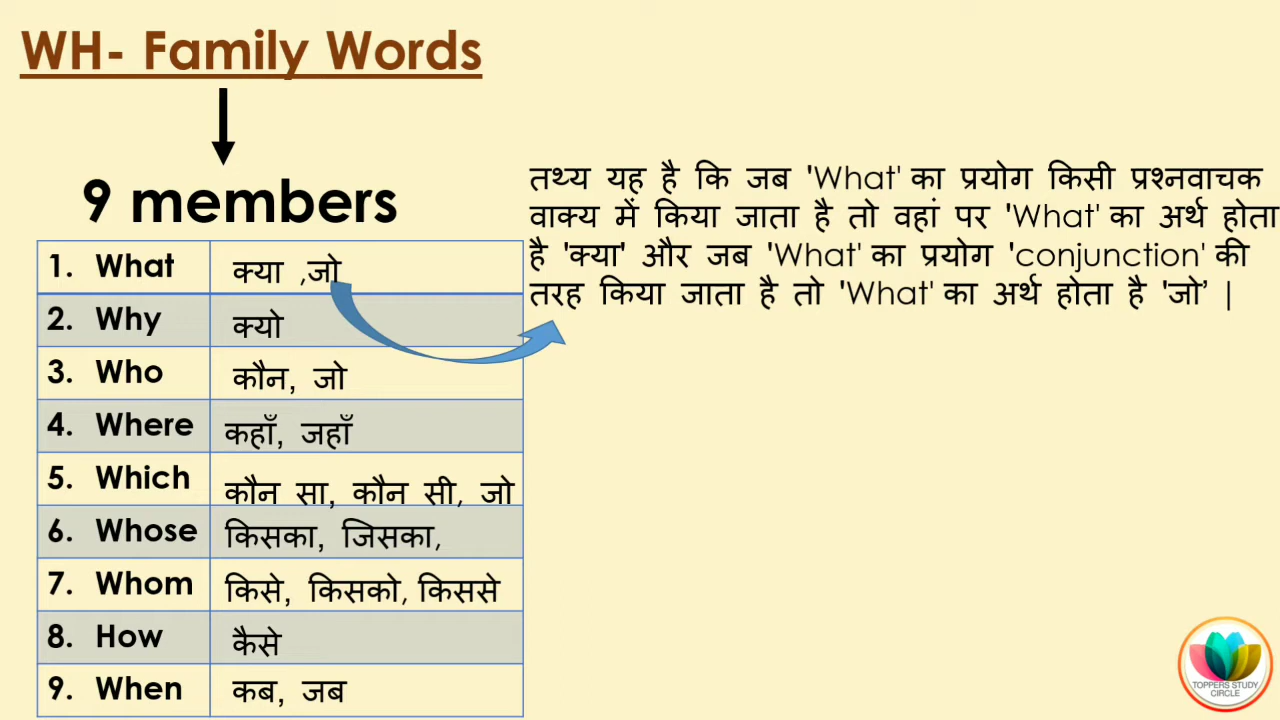 WH- Family Words
9 members
1. What क्या ,जो
2. Why क्यो
3. Who कौन, जो
4. Where कहाँ, जहाँ
5. Which कौन सा, कौन सी, जो
6. Whose किसका, जिसका,
7. Whom किसे, किसको, किससे
8. How कैसे
9. When कब, जब
तथ्य यह है कि जब 'What' का प्रयोग किसी प्रश्नवाचक
वाक्य में किया जाता है तो वहां पर 'What' का अर्थ होता
है 'क्या' और जब 'What' का प्रयोग 'conjunction' की
तरह किया जाता है तो 'What' का अर्थ होता है 'जो’ |
TOPPERS STUDY
CIRCLE